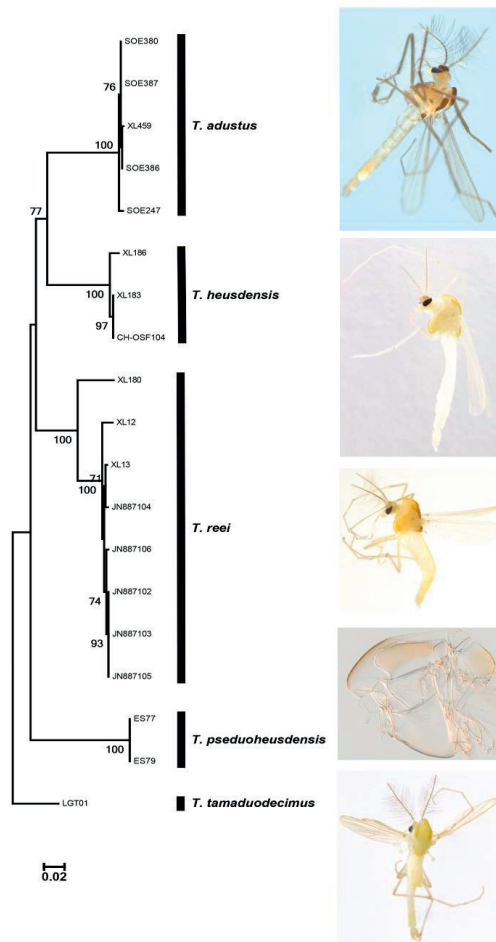 SOE380
SOE387
76
XL459
T. adustus
100
SOE386
SOE247
77
XL186
100
XL183
T. heusdensis
97
CH-OSF104
XL180
100
XL12
XL13
71
100
JN887104
T. reei
JN887106
JN887102
74
JN887103
93
JN887105
ES77
T. pseduoheusdensis
100
ES79
LGT01
T. tamaduodecimus
0.02